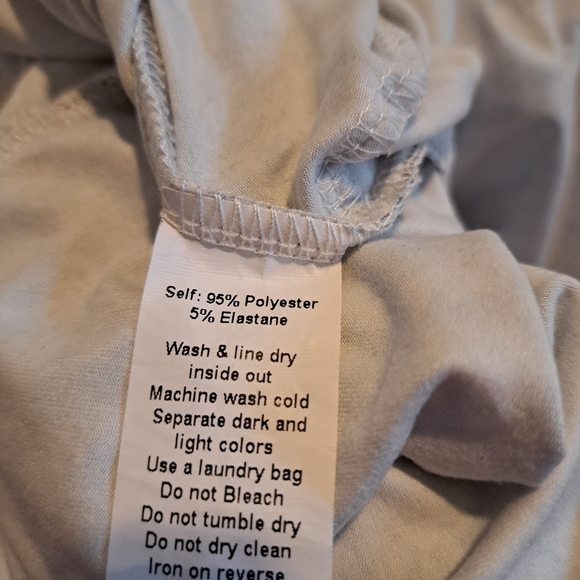 Self: 95% Polyester
5% Elastane
Wash & line dry
inside out
Machine wash cold
Separate dark and
light colors
Use a laundry bag
Do not Bleach
Do not tumble dry
Do not dry clean
Iron on reverse